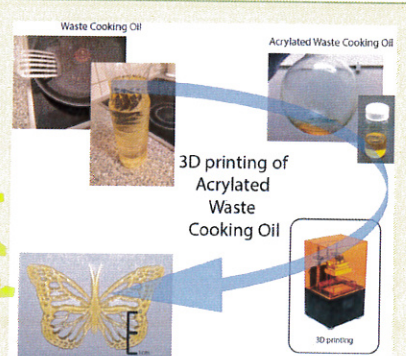 Waste Cooking Oil
Acrylated Waste Cooking Oil
3D printing of
Acrylated
Waste
Cooking Oil
3D printing